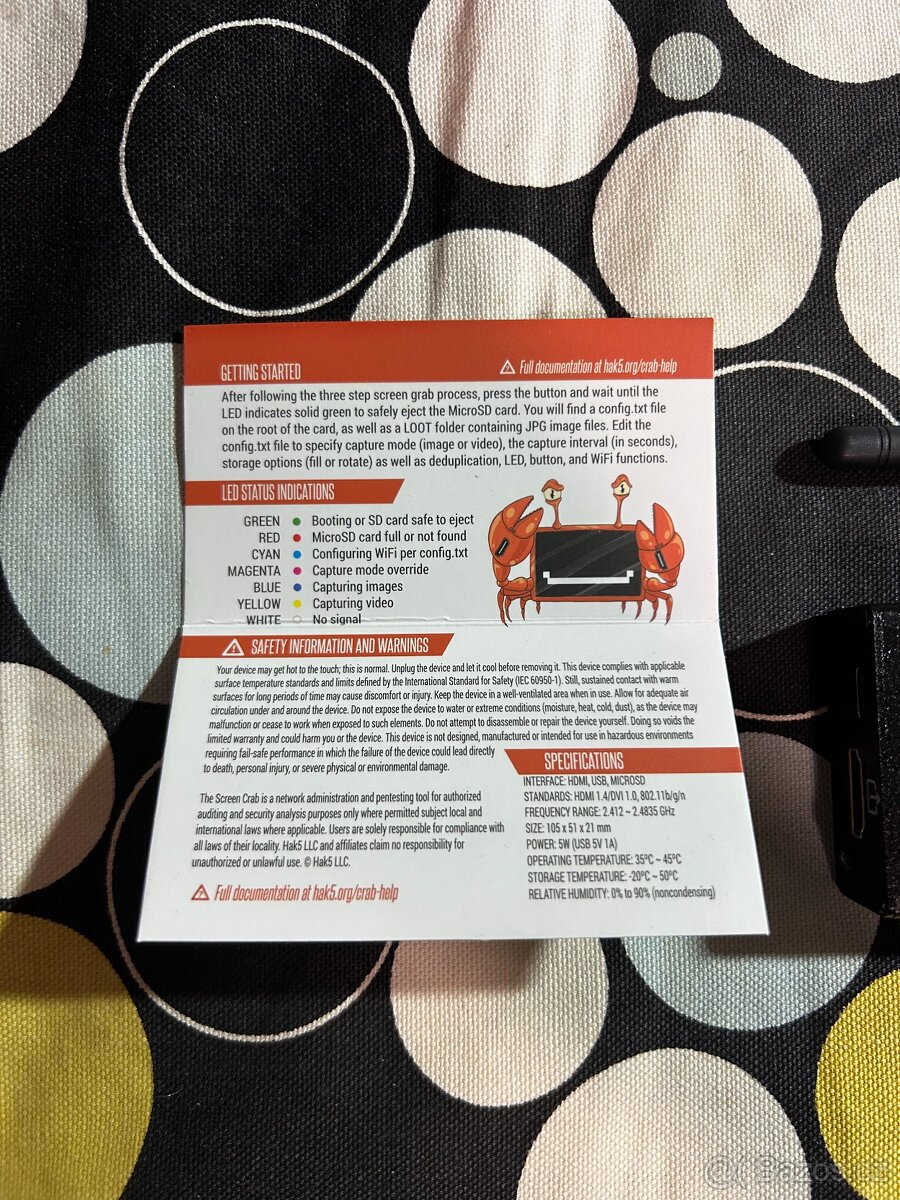 GETTING STARTED
Full documentation at hak5.org/crab-help
After following the three step screen grab process, press the button and wait until the
LED indicates solid green to safely eject the MicroSD card. You will find a config.txt file
on the root of the card, as well as a LOOT folder containing JPG image files. Edit the
config.txt file to specify capture mode (image or video), the capture interval (in seconds),
storage options (fill or rotate) as well as deduplication, LED, button, and WiFi functions.
LED STATUS INDICATIONS
GREEN ● Booting or SD card safe to eject
RED ● MicroSD card full or not found
CYAN ● Configuring WiFi per config.txt
MAGENTA ● Capture mode override
BLUE ● Capturing images
YELLOW ● Capturing video
WHITE ○ No signal
SAFETY INFORMATION AND WARNINGS
Your device may get hot to the touch; this is normal. Unplug the device and let it cool before removing it. This device complies with applicable
surface temperature standards and limits defined by the International Standard for Safety (IEC 60950-1). Still, sustained contact with warm
surfaces for long periods of time may cause discomfort or injury. Keep the device in a well-ventilated area when in use. Allow for adequate air
circulation under and around the device. Do not expose the device to water or extreme conditions (moisture, heat, cold, dust), as the device may
malfunction or cease to work when exposed to such elements. Do not attempt to disassemble or repair the device yourself. Doing so voids the
limited warranty and could harm you or the device. This device is not designed, manufactured or intended for use in hazardous environments
requiring fail-safe performance in which the failure of the device could lead directly
to death, personal injury, or severe physical or environmental damage.
The Screen Crab is a network administration and pentesting tool for authorized
auditing and security analysis purposes only where permitted subject local and
international laws where applicable. Users are solely responsible for compliance with
all laws of their locality. Hak5 LLC and affiliates claim no responsibility for
unauthorized or unlawful use. © Hak5 LLC.
Full documentation at hak5.org/crab-help
SPECIFICATIONS
INTERFACE: HDMI, USB, MICROSD
STANDARDS: HDMI 1.4/DVI 1.0, 802.11b/g/n
FREQUENCY RANGE: 2.412 ~ 2.4835 GHz
SIZE: 105 x 51 x 21 mm
POWER: 5W (USB 5V 1A)
OPERATING TEMPERATURE: 35ºC ~ 45ºC
STORAGE TEMPERATURE: -20ºC ~ 50ºC
RELATIVE HUMIDITY: 0% to 90% (noncondensing)